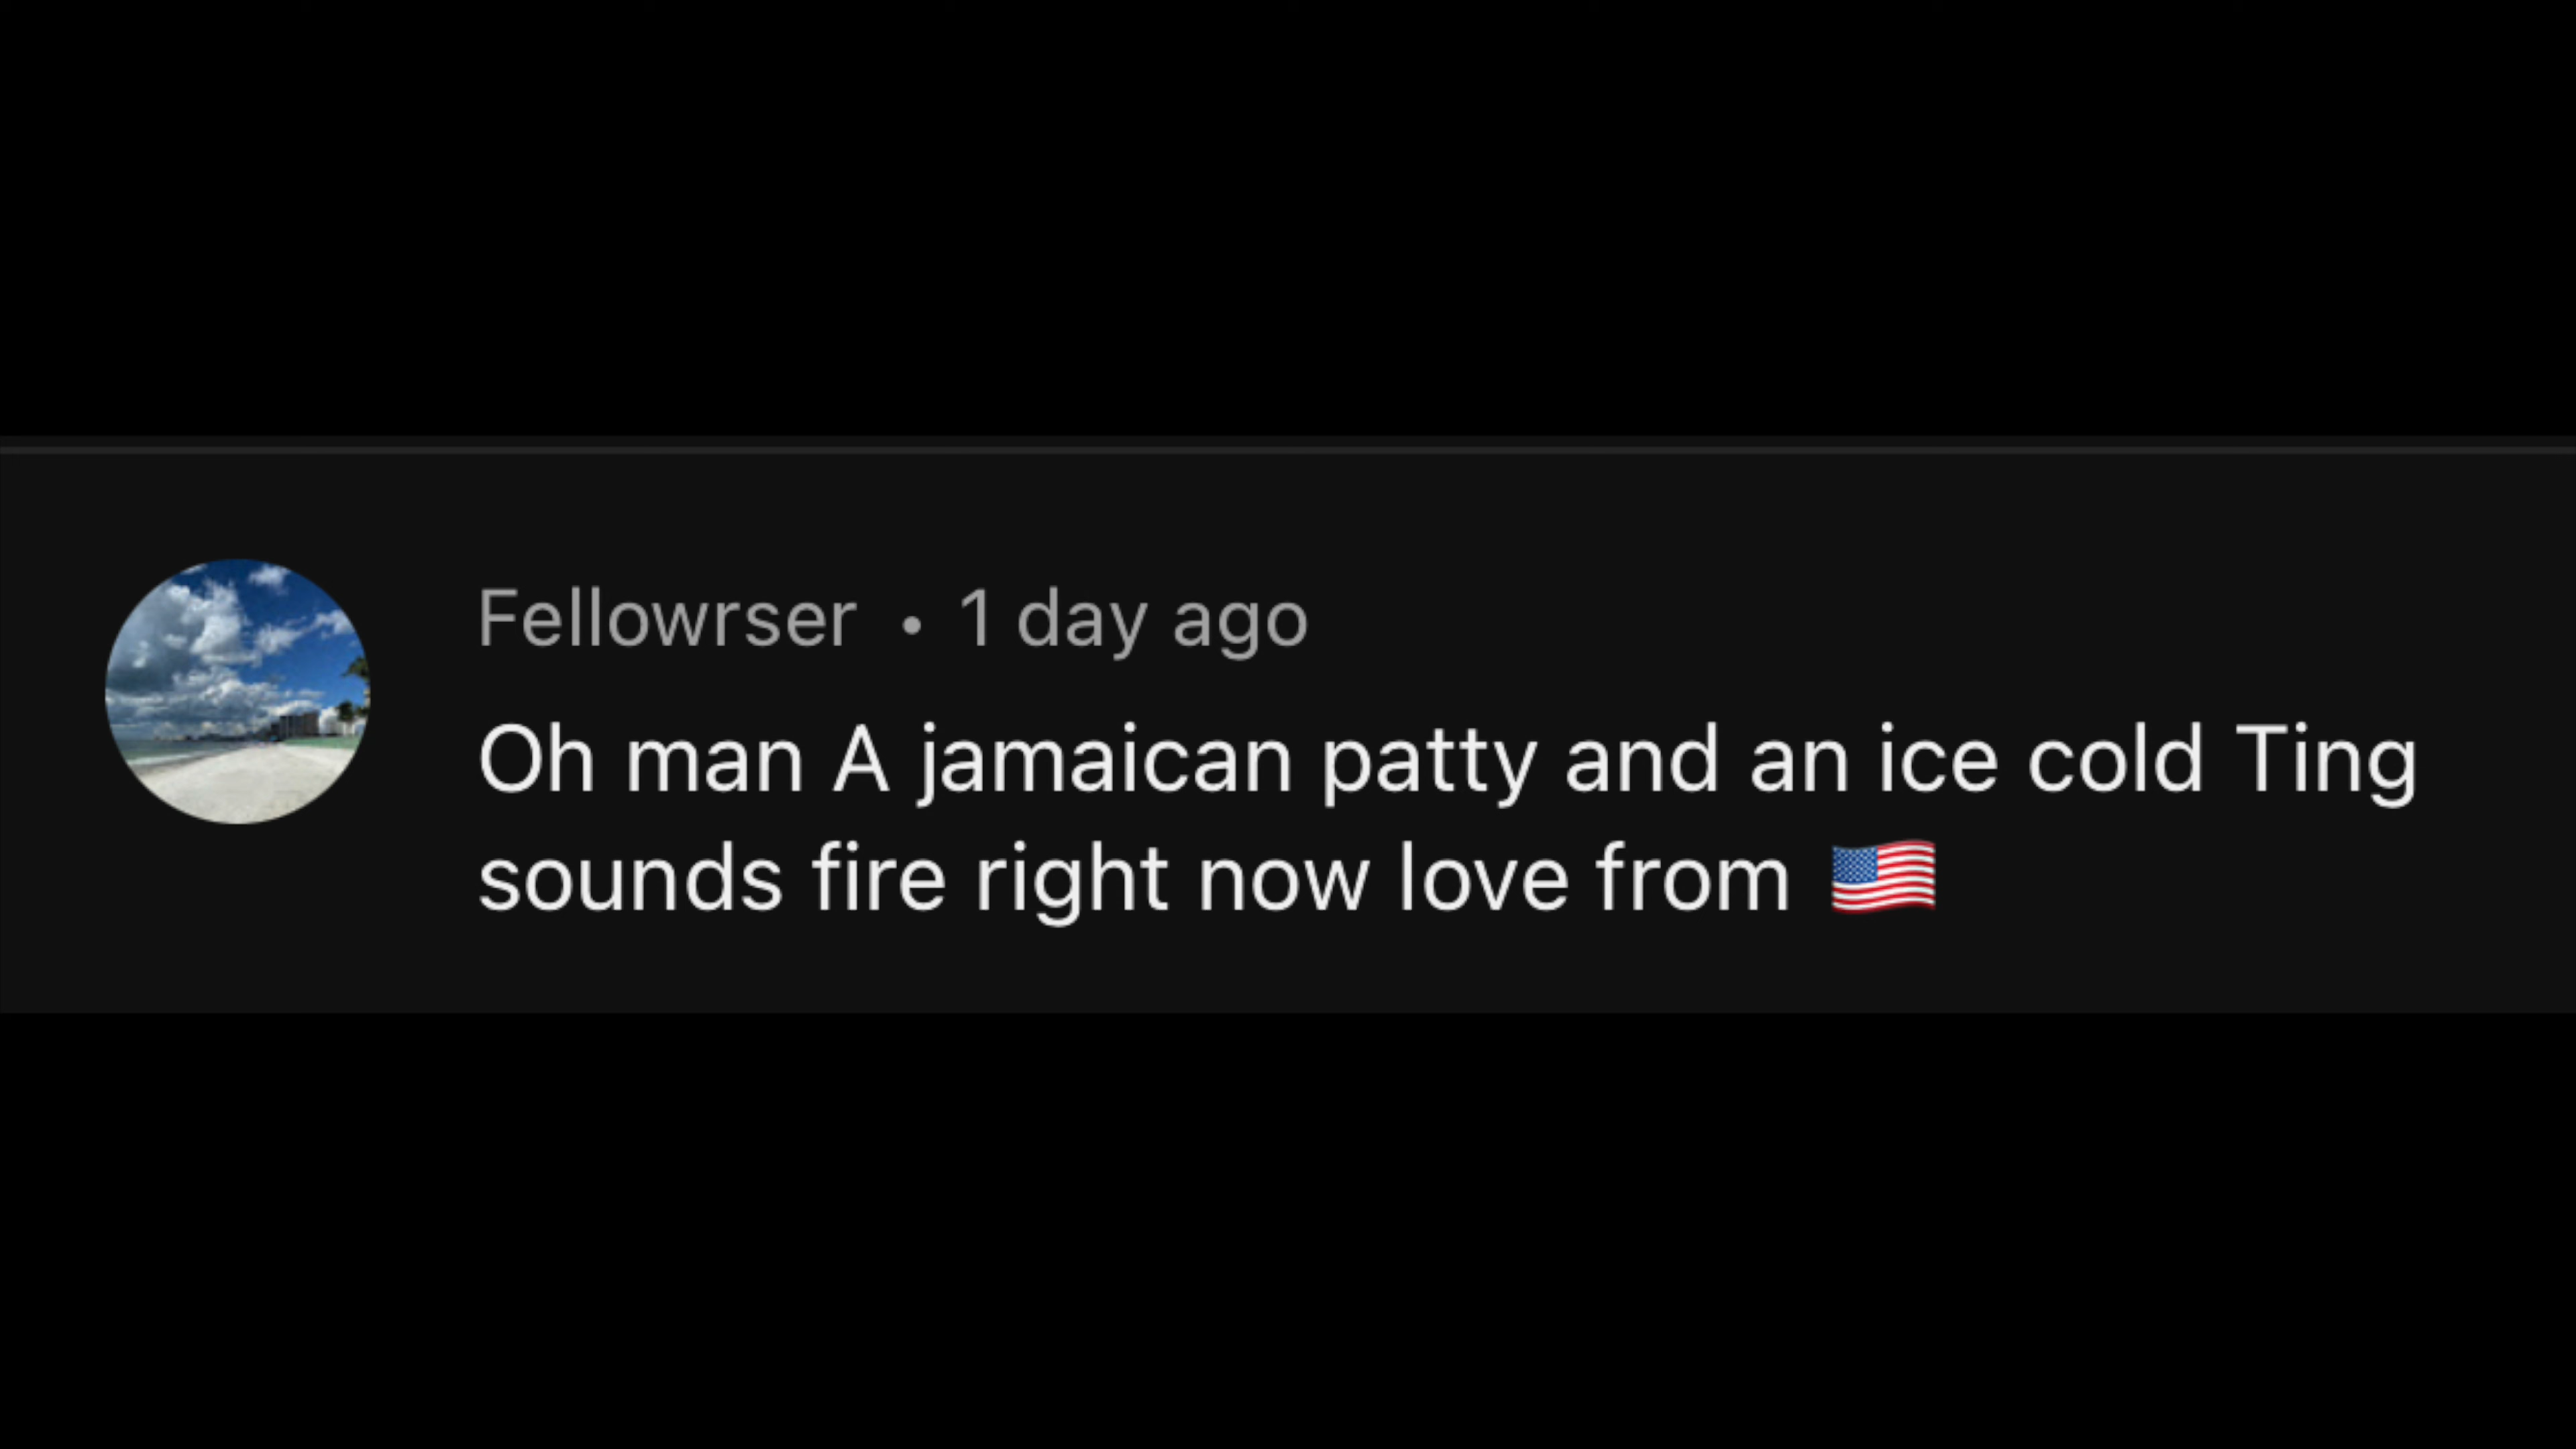 Fellowrser • 1 day ago
Oh man A jamaican patty and an ice cold Ting
sounds fire right now love from 🇺🇸